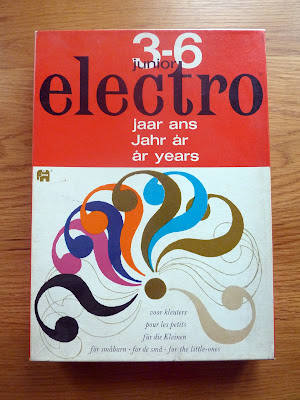 3-6
junior
electro
jaar ans
Jahr år
år years
voor kleuters
pour les petits
für die Kleinen
för småbarn · for de små · for the little-ones